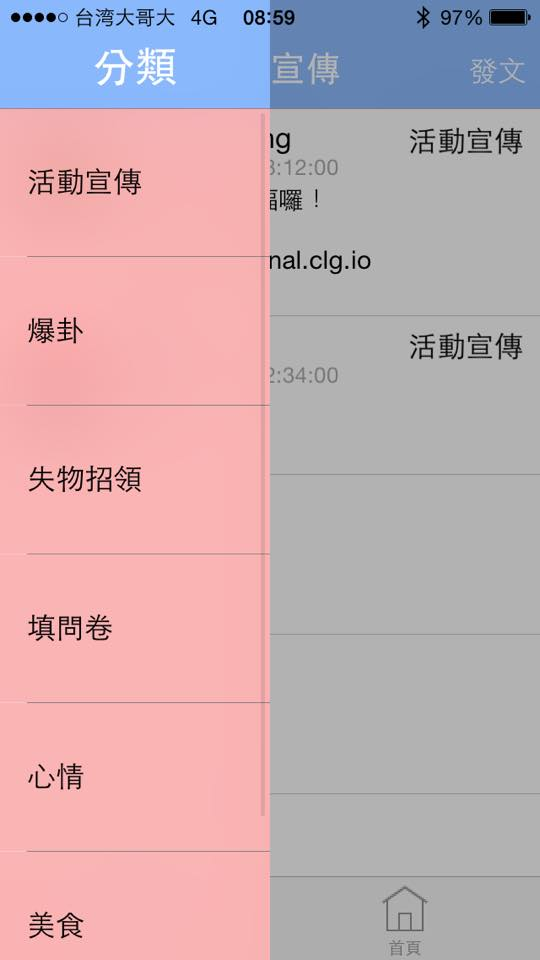 台湾大哥大 4G 08:59 97%
分類
宣傳
發文
活動宣傳
爆卦
失物招領
填問卷
心情
美食
ng
活動宣傳
3:12:00
囉！
nal.clg.io
活動宣傳
2:34:00
首頁